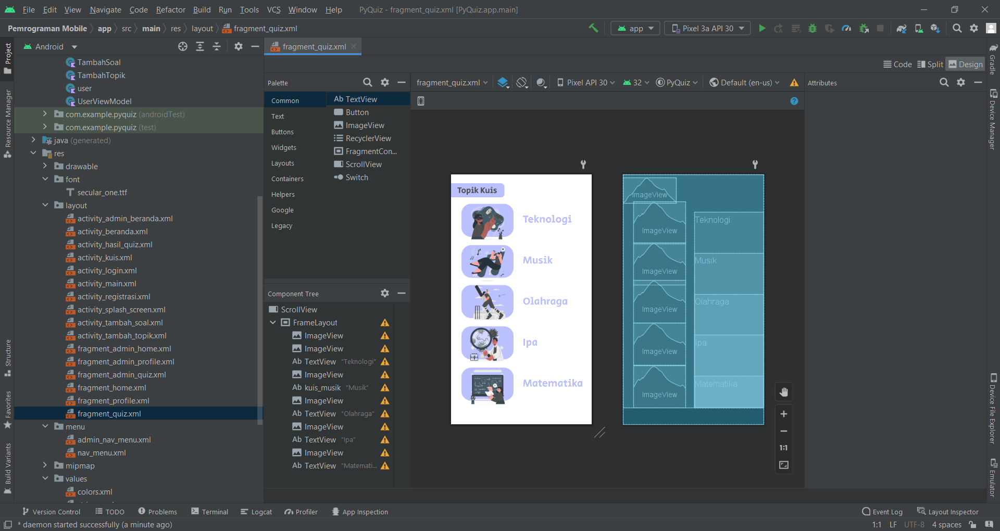 File Edit View Navigate Code Refactor Build Run Tools VCS Window Help PyQuiz - fragment_quiz.xml [PyQuiz.app.main]
Pemrograman Mobile app src main res layout fragment_quiz.xml app Pixel 3a API 30
Project
Resource Manager
Structure
Favorites
Build Variants
Android
TambahSoal
TambahTopik
user
UserViewModel
com.example.pyquiz (androidTest)
com.example.pyquiz (test)
java (generated)
res
drawable
font
secular_one.ttf
layout
activity_admin_beranda.xml
activity_beranda.xml
activity_hasil_quiz.xml
activity_kuis.xml
activity_login.xml
activity_main.xml
activity_registrasi.xml
activity_splash_screen.xml
activity_tambah_soal.xml
activity_tambah_topik.xml
fragment_admin_home.xml
fragment_admin_profile.xml
fragment_admin_quiz.xml
fragment_home.xml
fragment_profile.xml
fragment_quiz.xml
menu
admin_nav_menu.xml
nav_menu.xml
mipmap
values
colors.xml
fragment_quiz.xml
Code Split Design
Palette
Common
Text
Buttons
Widgets
Layouts
Containers
Helpers
Google
Legacy
Ab TextView
Button
ImageView
RecyclerView
FragmentCon...
ScrollView
Switch
Component Tree
ScrollView
FrameLayout
ImageView
ImageView
Ab TextView "Teknologi"
ImageView
Ab kuis_musik "Musik"
ImageView
Ab TextView "Olahraga"
ImageView
Ab TextView "Ipa"
ImageView
Ab TextView "Matemati...
fragment_quiz.xml Pixel API 30 32 PyQuiz Default (en-us)
Topik Kuis
Teknologi
Musik
Olahraga
Ipa
Matematika
ImageView
ImageView
Teknologi
ImageView
Musik
ImageView
Olahraga
ImageView
Ipa
ImageView
Matematika
1:1
Attributes
Gradle
Device Manager
Device File Explorer
Emulator
Version Control TODO Problems Terminal Logcat Profiler App Inspection Event Log Layout Inspector
* daemon started successfully (a minute ago) 1:1 LF UTF-8 4 spaces